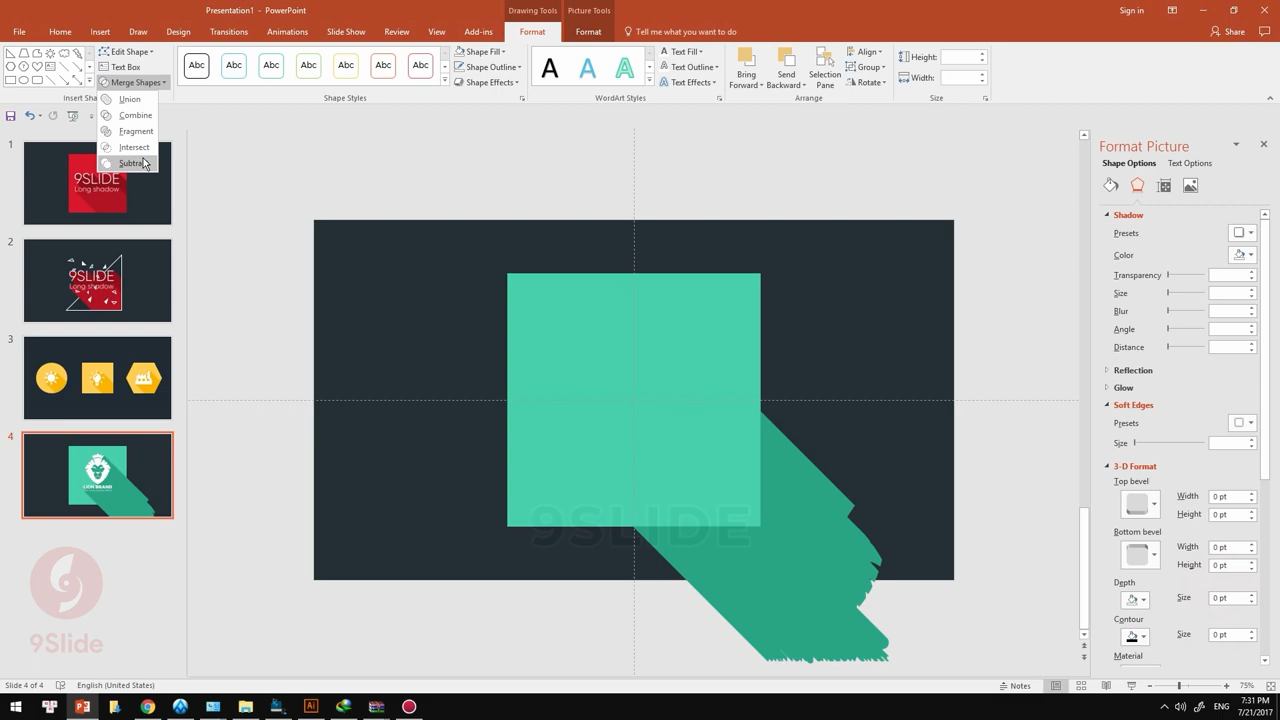 Presentation1 - PowerPoint
Drawing Tools
Picture Tools
Sign in
File
Home
Insert
Draw
Design
Transitions
Animations
Slide Show
Review
View
Add-ins
Format
Format
Tell me what you want to do
Share
Edit Shape
Text Box
Merge Shapes
Abc
Abc
Abc
Abc
Abc
Abc
Abc
Shape Fill
Shape Outline
Shape Effects
A
A
A
Text Fill
Text Outline
Text Effects
Bring
Forward
Send
Backward
Selection
Pane
Align
Group
Rotate
Height:
Width:
Insert
Shape Styles
WordArt Styles
Arrange
Size
Union
Combine
Fragment
Intersect
1
9SLIDE
Long shadow
2
9SLIDE
Long shadow
3
4
LION BRAND
9Slide
9SLIDE
Format Picture
Shape Options
Text Options
Shadow
Presets
Color
Transparency
Size
Blur
Angle
Distance
Reflection
Glow
Soft Edges
Presets
Size
3-D Format
Top bevel
Width
0 pt
Height
0 pt
Bottom bevel
Width
0 pt
Height
0 pt
Depth
Size
0 pt
Contour
Size
0 pt
Material
Slide 4 of 4
English (United States)
Notes
75%
ENG
7:31 PM
7/21/2017